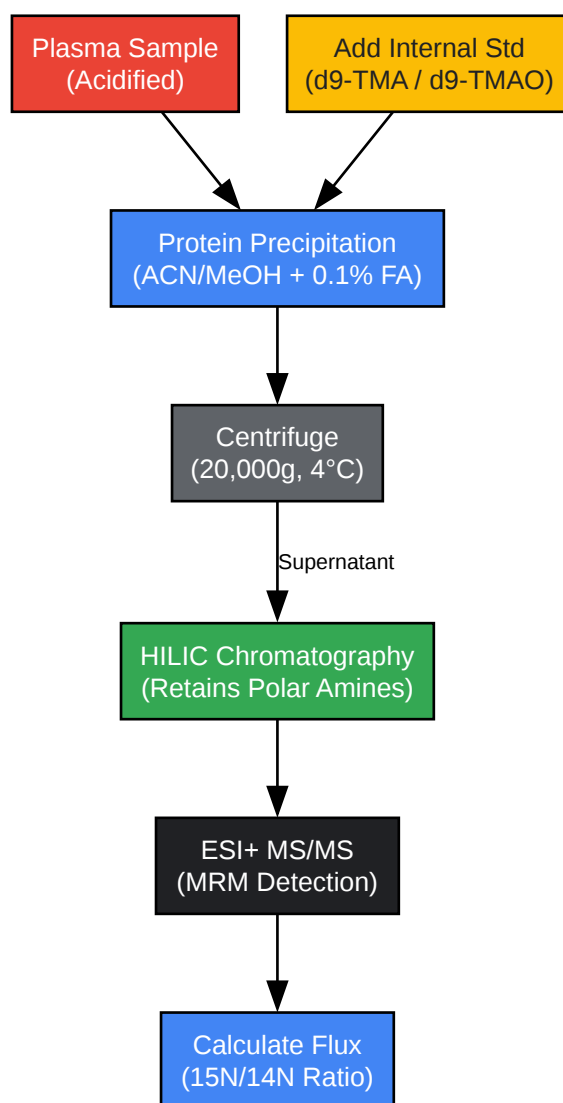 Plasma Sample
(Acidified)
Add Internal Std
(d9-TMA / d9-TMAO)
Protein Precipitation
(ACN/MeOH + 0.1% FA)
Centrifuge
(20,000g, 4°C)
Supernatant
HILIC Chromatography
(Retains Polar Amines)
ESI+ MS/MS
(MRM Detection)
Calculate Flux
(15N/14N Ratio)